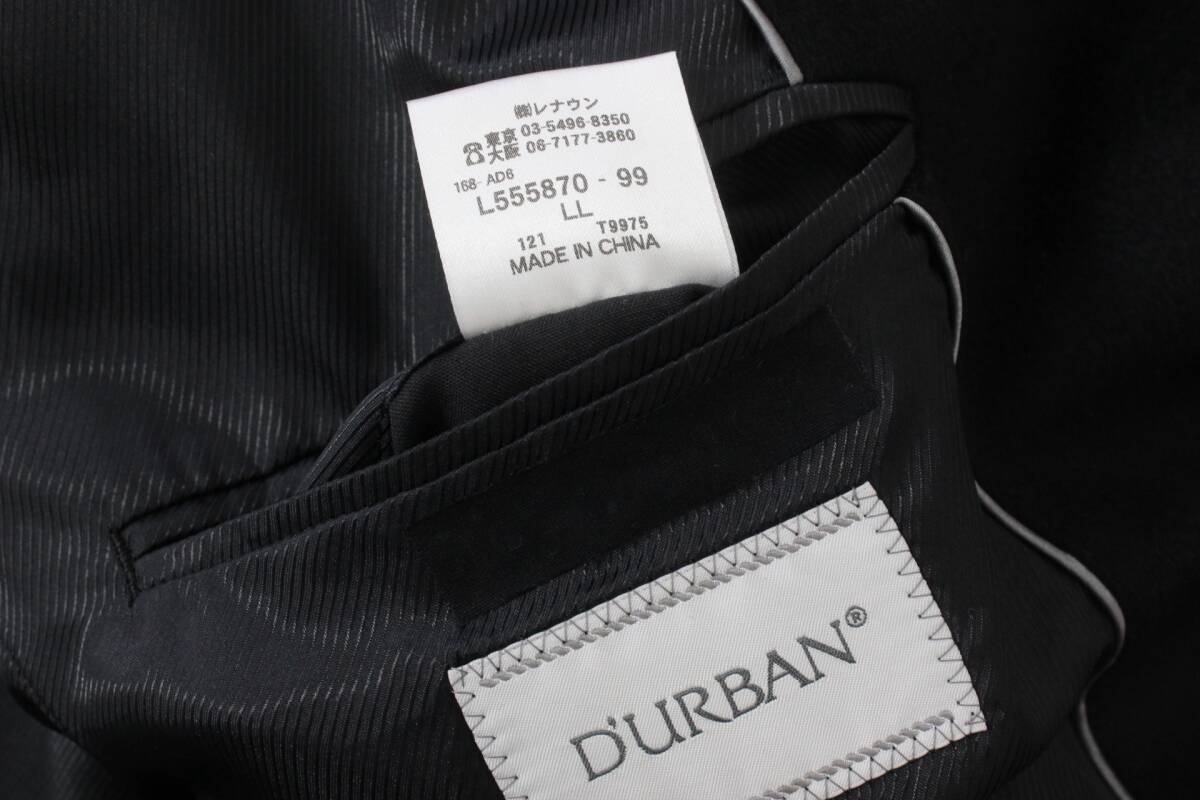 ㈱レナウン
☎東京 03-5496-8350
大阪 06-7177-3860
168- AD6
L555870 - 99
LL
121 T9975
MADE IN CHINA
D'URBAN®